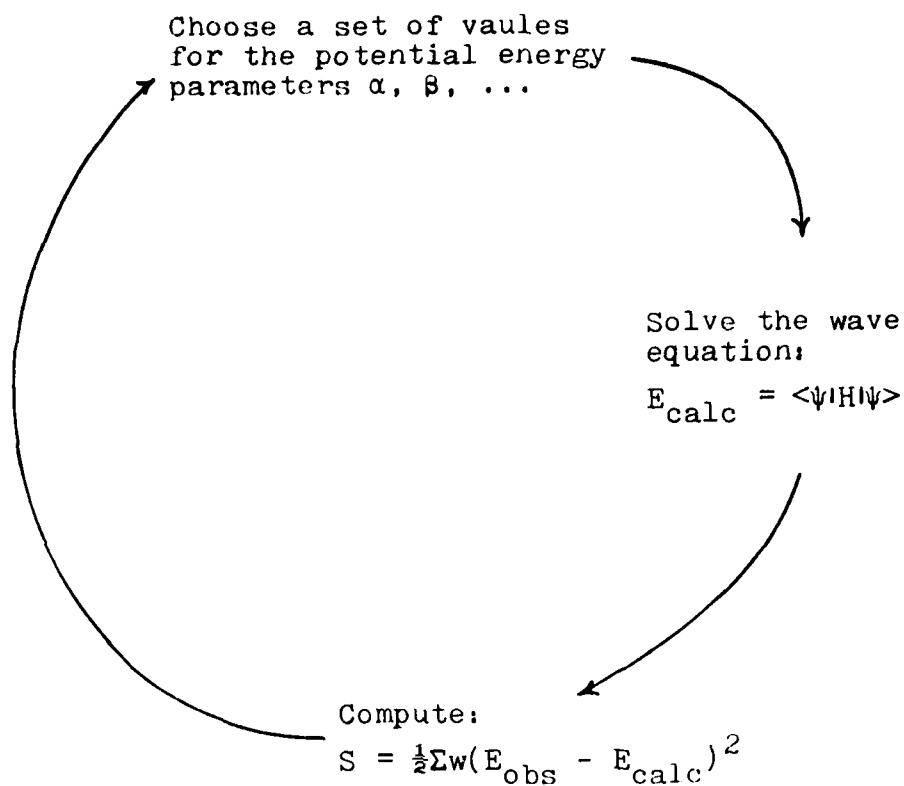 Choose a set of vaules
for the potential energy
parameters α, β, ...
Solve the wave
equation:
E_calc = <ψ|H|ψ>
Compute:
S = ½Σw(E_obs - E_calc)²